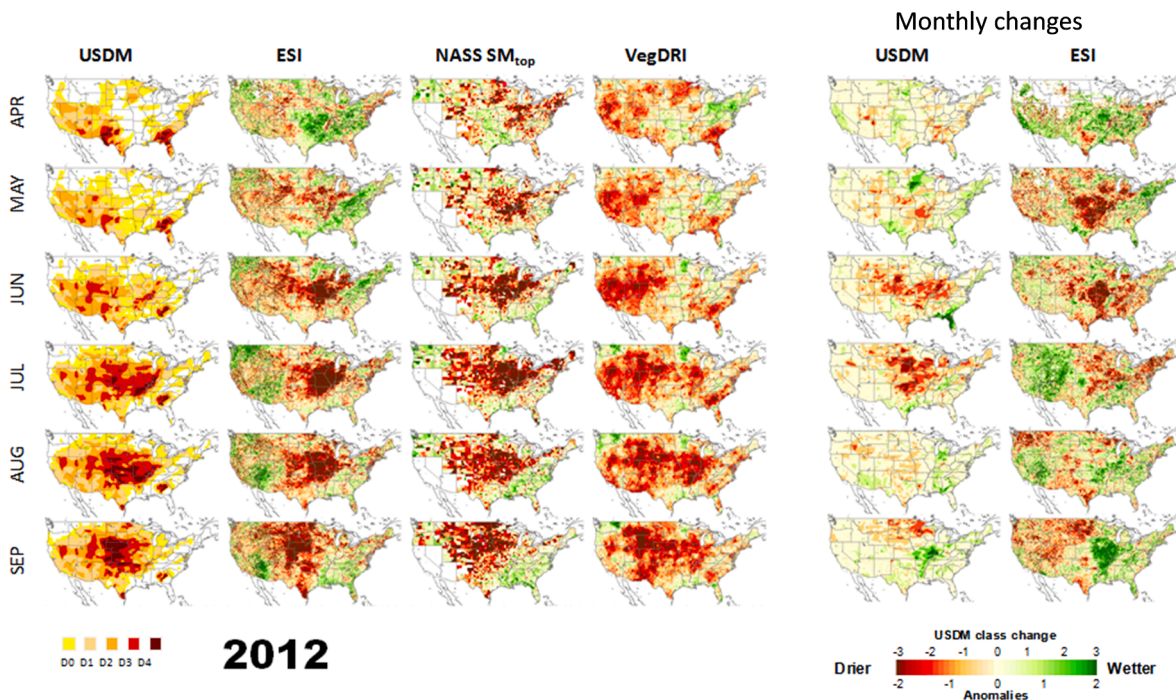 Monthly changes
USDM ESI NASS SMtop VegDRI USDM ESI
APR
MAY
JUN
JUL
AUG
SEP
D0 D1 D2 D3 D4
2012
USDM class change
-3 -2 -1 0 1 2 3
Drier Wetter
-2 -1 0 1 2
Anomalies